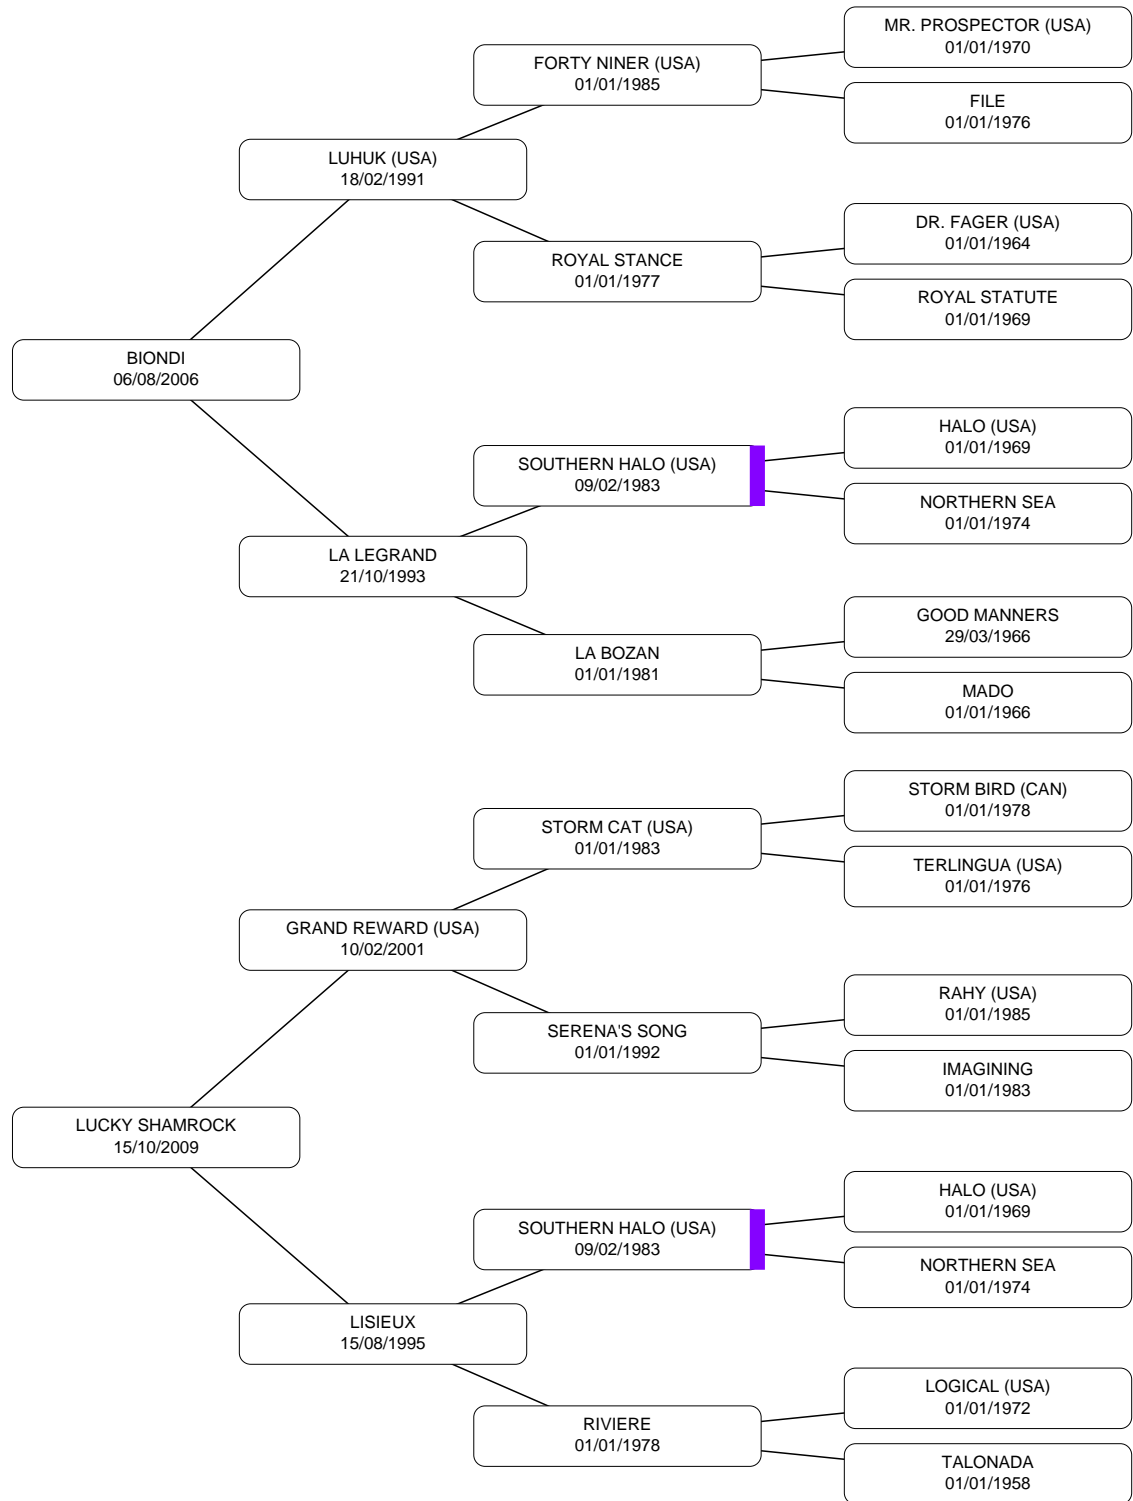 MR. PROSPECTOR (USA)
01/01/1970
FORTY NINER (USA)
01/01/1985
FILE
01/01/1976
LUHUK (USA)
18/02/1991
DR. FAGER (USA)
01/01/1964
ROYAL STANCE
01/01/1977
ROYAL STATUTE
01/01/1969
BIONDI
06/08/2006
HALO (USA)
01/01/1969
SOUTHERN HALO (USA)
09/02/1983
NORTHERN SEA
01/01/1974
LA LEGRAND
21/10/1993
GOOD MANNERS
29/03/1966
LA BOZAN
01/01/1981
MADO
01/01/1966
STORM BIRD (CAN)
01/01/1978
STORM CAT (USA)
01/01/1983
TERLINGUA (USA)
01/01/1976
GRAND REWARD (USA)
10/02/2001
RAHY (USA)
01/01/1985
SERENA'S SONG
01/01/1992
IMAGINING
01/01/1983
LUCKY SHAMROCK
15/10/2009
HALO (USA)
01/01/1969
SOUTHERN HALO (USA)
09/02/1983
NORTHERN SEA
01/01/1974
LISIEUX
15/08/1995
LOGICAL (USA)
01/01/1972
RIVIERE
01/01/1978
TALONADA
01/01/1958